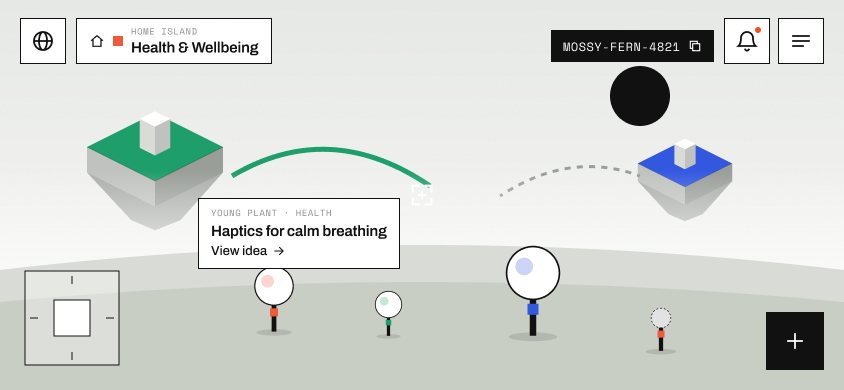 HOME ISLAND
Health & Wellbeing
MOSSY-FERN-4821
YOUNG PLANT · HEALTH
Haptics for calm breathing
View idea →